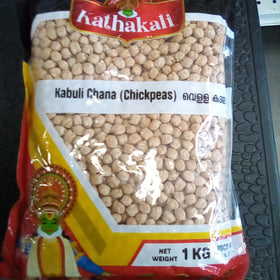 Kathakali
Kabuli Chana (Chickpeas) വെള്ള കടല
NET
WEIGHT 1 KG